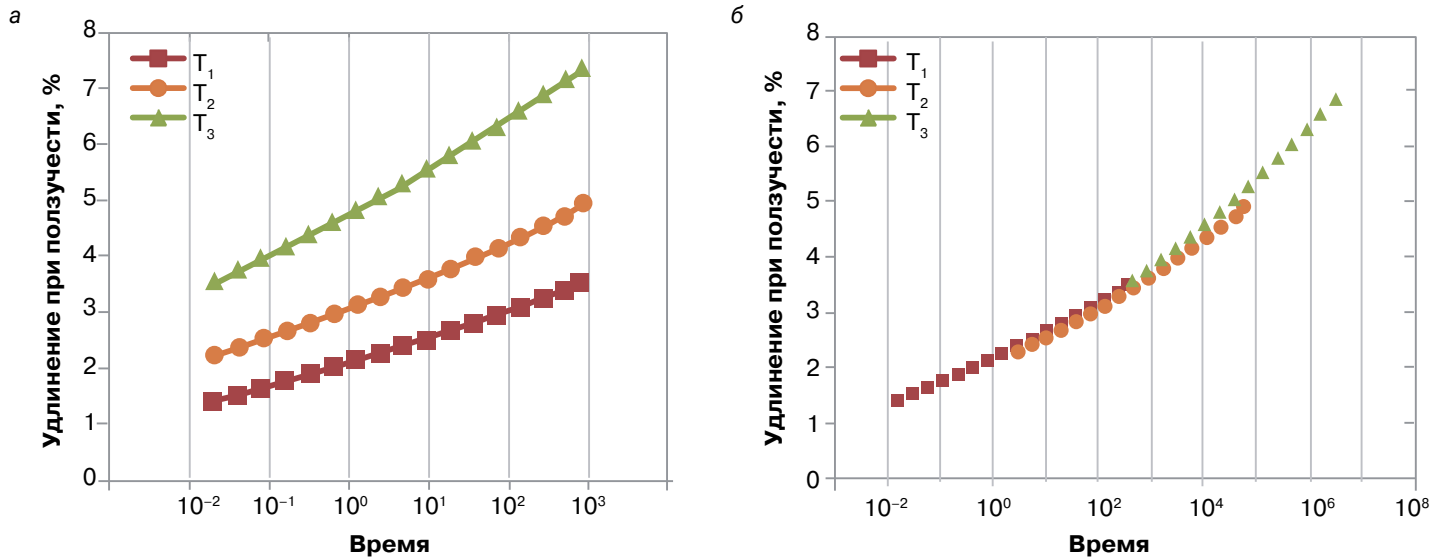 а
Удлинение при ползучести, %
8
7
6
5
4
3
2
1
0
T₁
T₂
T₃
10⁻² 10⁻¹ 10⁰ 10¹ 10² 10³
Время
б
Удлинение при ползучести, %
8
7
6
5
4
3
2
1
0
T₁
T₂
T₃
10⁻² 10⁰ 10² 10⁴ 10⁶ 10⁸
Время